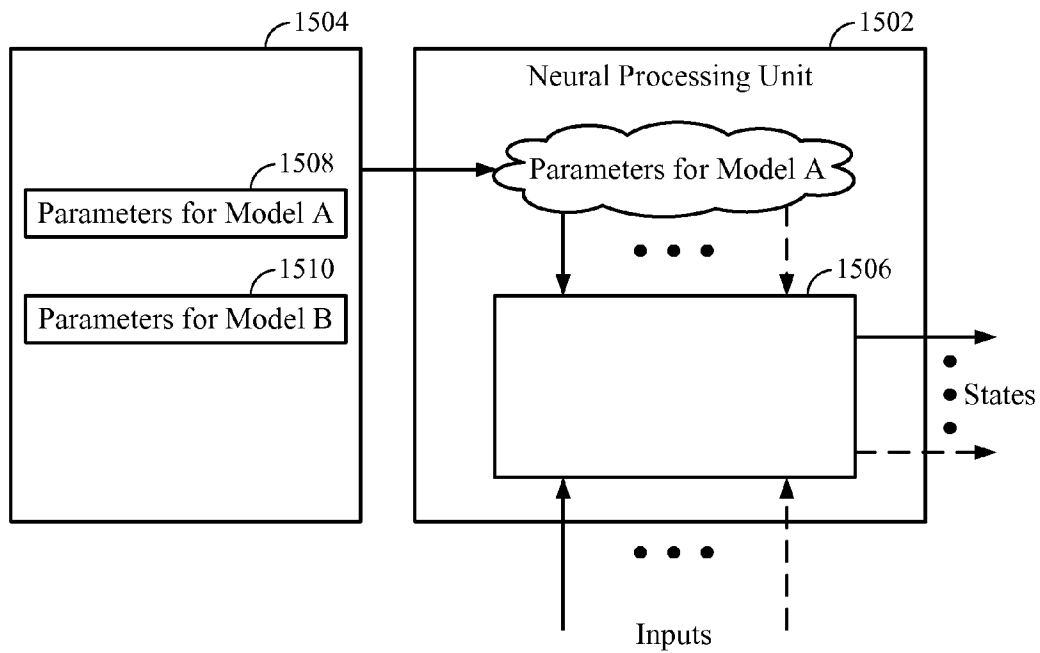 1504
1502
Neural Processing Unit
Parameters for Model A
1508
Parameters for Model A
1510
Parameters for Model B
1506
States
Inputs